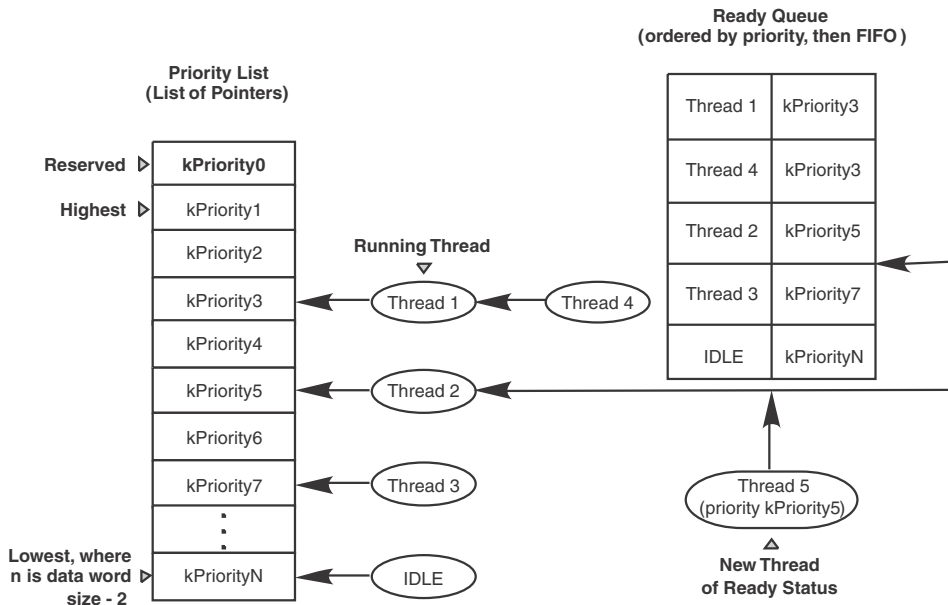 Ready Queue
(ordered by priority, then FIFO )
Priority List
(List of Pointers)
Thread 1 kPriority3
Thread 4 kPriority3
Thread 2 kPriority5
Thread 3 kPriority7
IDLE kPriorityN
Reserved
kPriority0
Highest
kPriority1
kPriority2
kPriority3
kPriority4
kPriority5
kPriority6
kPriority7
Lowest, where
n is data word
size - 2
kPriorityN
Running Thread
Thread 1
Thread 4
Thread 2
Thread 3
IDLE
Thread 5
(priority kPriority5)
New Thread
of Ready Status